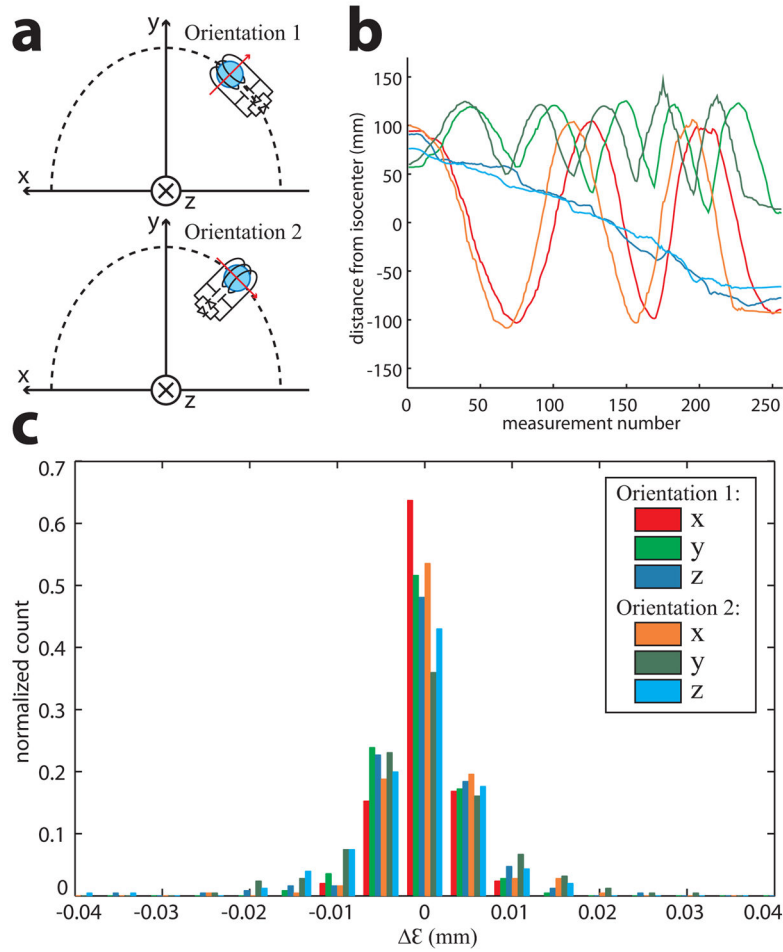 a
y
Orientation 1
x
z
y
Orientation 2
x
z
b
distance from isocenter (mm)
150
100
50
0
-50
-100
-150
0
50
100
150
200
250
measurement number
c
normalized count
0.7
0.6
0.5
0.4
0.3
0.2
0.1
0
-0.04
-0.03
-0.02
-0.01
0
0.01
0.02
0.03
0.04
Δε (mm)
Orientation 1:
x
y
z
Orientation 2:
x
y
z